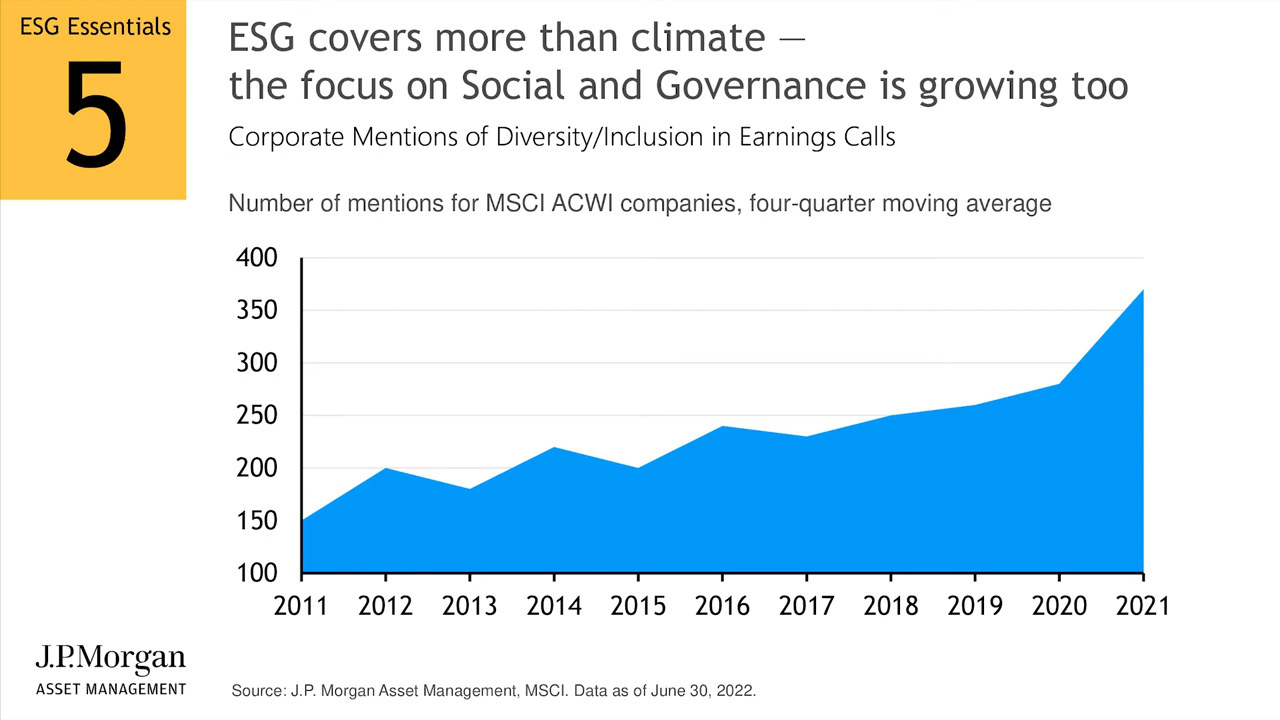 ESG Essentials
5
ESG covers more than climate —
the focus on Social and Governance is growing too
Corporate Mentions of Diversity/Inclusion in Earnings Calls
Number of mentions for MSCI ACWI companies, four-quarter moving average
400
350
300
250
200
150
100
2011 2012 2013 2014 2015 2016 2017 2018 2019 2020 2021
J.P.Morgan
ASSET MANAGEMENT
Source: J.P. Morgan Asset Management, MSCI. Data as of June 30, 2022.